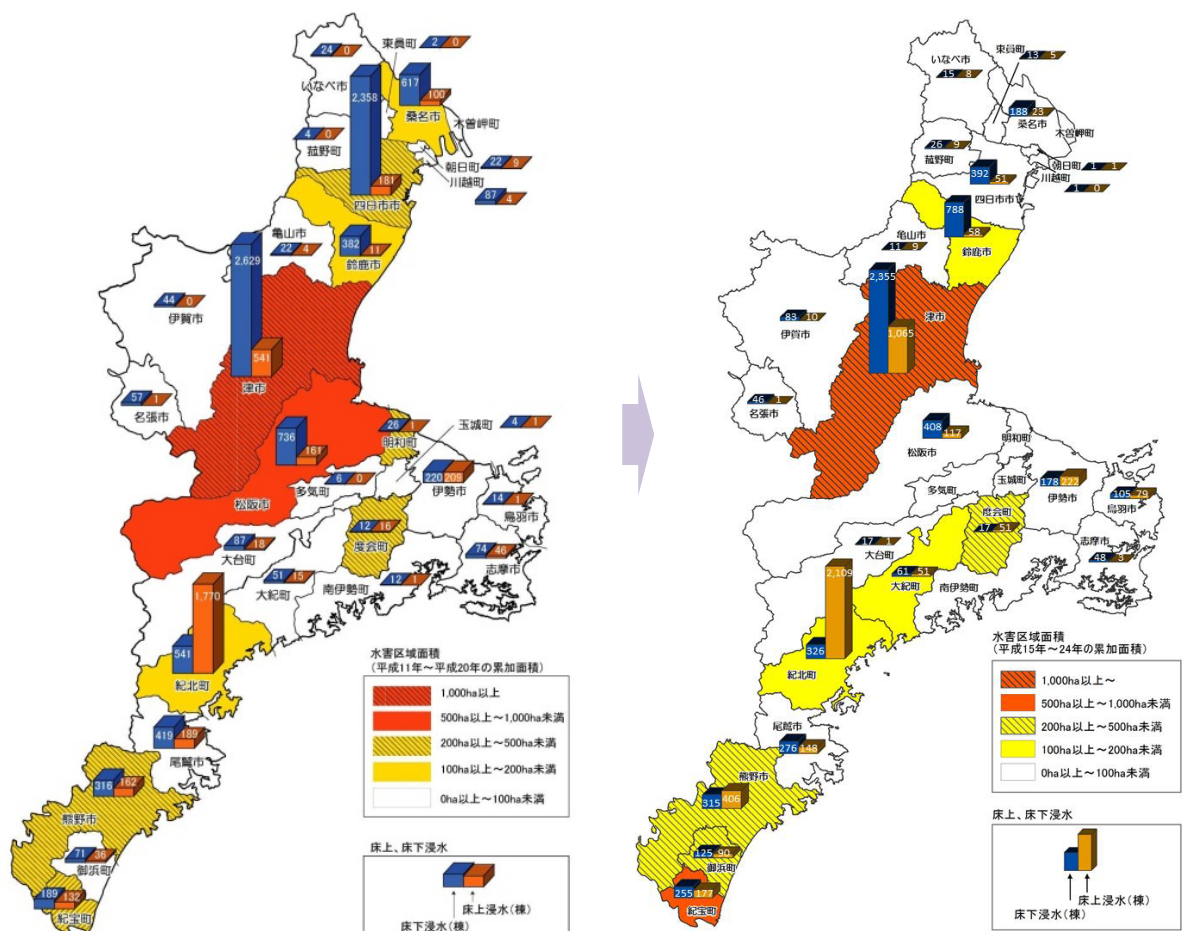 東員町
2 0
24 0
いなべ市
617
100
桑名市
木曽岬町
2,358
181
四日市市
4 0
菰野町
朝日町
22 9
川越町
87 4
亀山市
22 4
382
11
鈴鹿市
2,629
541
津市
44 0
伊賀市
57 1
名張市
736
161
松阪市
26 1
明和町
玉城町
4 1
6 0
多気町
220 209
伊勢市
14 1
鳥羽市
12 16
度会町
87 18
大台町
74 46
志摩市
51 15
大紀町
南伊勢町
12 1
541
1,770
紀北町
419 189
尾鷲市
316 162
熊野市
71 36
御浜町
189 132
紀宝町
水害区域面積
(平成11年~平成20年の累加面積)
1,000ha以上
500ha以上~1,000ha未満
200ha以上~500ha未満
100ha以上~200ha未満
0ha以上~100ha未満
床上、床下浸水
床上浸水(棟)
床下浸水(棟)
東員町
13 5
いなべ市
15 8
188 23
桑名市
木曽岬町
26 9
菰野町
392
51
四日市市
朝日町
1 1
川越町
1 0
788
58
鈴鹿市
亀山市
11 9
2,355
1,065
津市
83 10
伊賀市
46 1
名張市
408
117
松阪市
明和町
玉城町
多気町
178 222
伊勢市
105 79
鳥羽市
度会町
17 51
17 1
大台町
志摩市
48 3
61 51
大紀町
南伊勢町
2,109
326
紀北町
尾鷲市
276 148
熊野市
315 406
125 90
御浜町
255 177
紀宝町
水害区域面積
(平成15年~24年の累加面積)
1,000ha以上~
500ha以上~1,000ha未満
200ha以上~500ha未満
100ha以上~200ha未満
0ha以上~100ha未満
床上、床下浸水
床上浸水(棟)
床下浸水(棟)